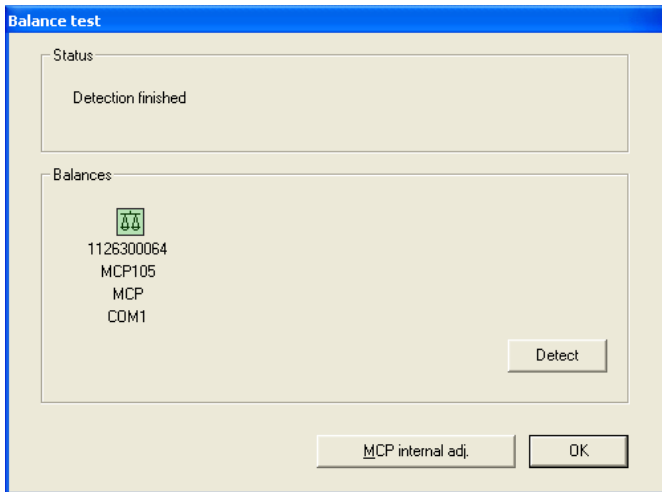 Balance test
Status
Detection finished
Balances
1126300064
MCP105
MCP
COM1
Detect
MCP internal adj.
OK